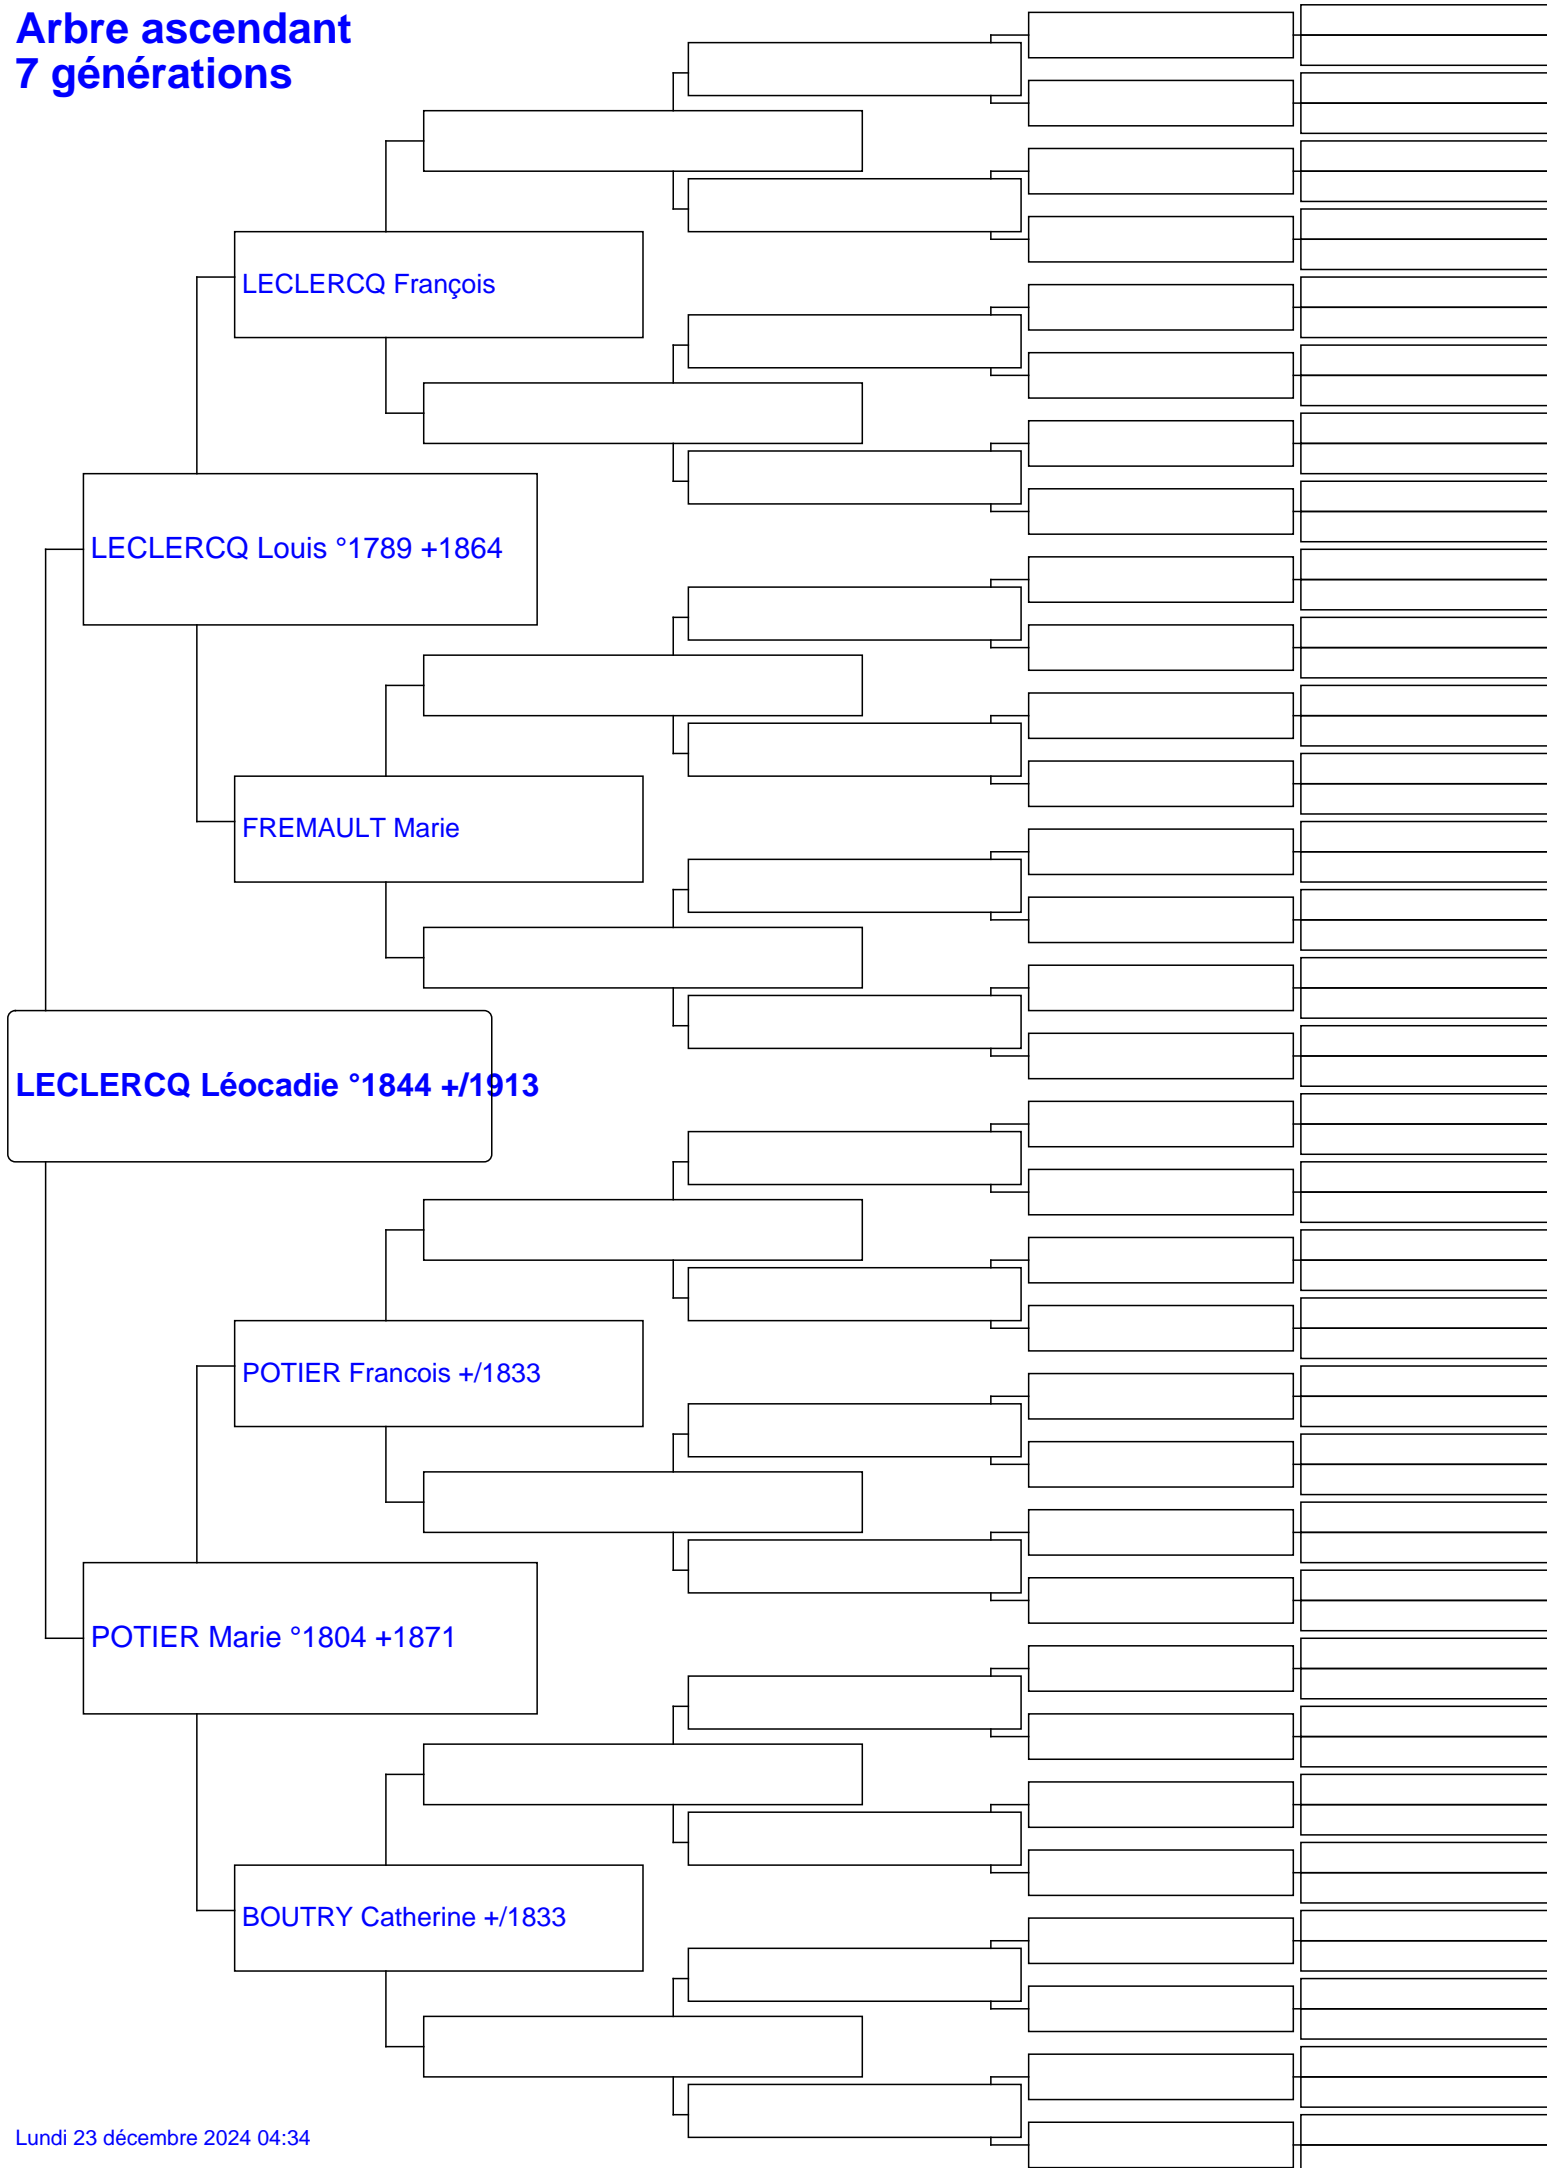 Arbre ascendant
7 générations
LECLERCQ François
LECLERCQ Louis °1789 +1864
FREMAULT Marie
LECLERCQ Léocadie °1844 +/1913
POTIER Francois +/1833
POTIER Marie °1804 +1871
BOUTRY Catherine +/1833
Lundi 23 décembre 2024 04:34